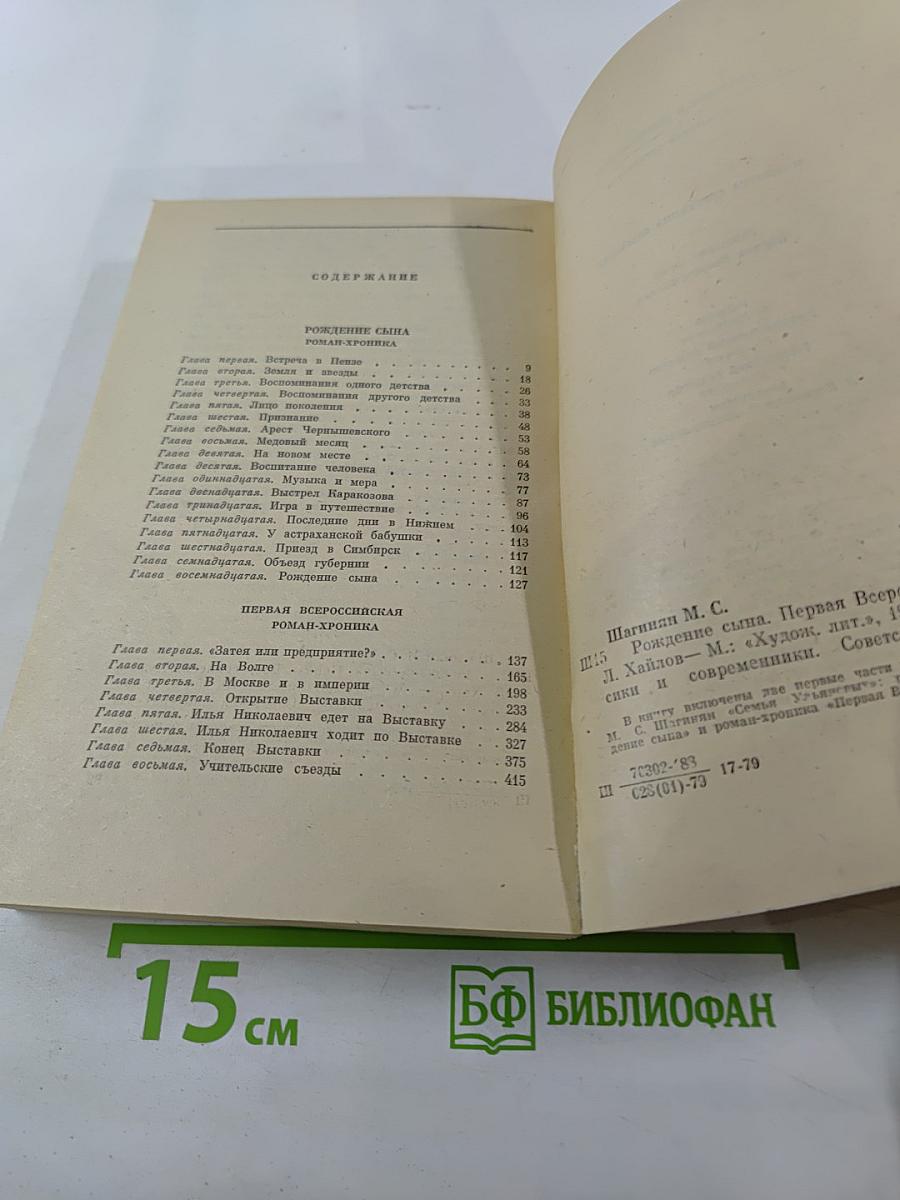 СОДЕРЖАНИЕ
РОЖДЕНИЕ СЫНА
РОМАН-ХРОНИКА
Глава первая. Встреча в Пензе . . . . . . . . . . 9
Глава вторая. Земля и звезды . . . . . . . . . . 18
Глава третья. Воспоминания одного детства . . . . . 26
Глава четвертая. Воспоминания другого детства . . . 33
Глава пятая. Лицо поколения . . . . . . . . . . 38
Глава шестая. Признание . . . . . . . . . . 48
Глава седьмая. Арест Чернышевского . . . . . . . 53
Глава восьмая. Медовый месяц . . . . . . . . . 58
Глава девятая. На новом месте . . . . . . . . . 64
Глава десятая. Воспитание человека . . . . . . . 73
Глава одиннадцатая. Музыка и мера . . . . . . . 77
Глава двенадцатая. Выстрел Каракозова . . . . . . 87
Глава тринадцатая. Игра в путешествие . . . . . . 96
Глава четырнадцатая. Последние дни в Нижнем . . . 104
Глава пятнадцатая. У астраханской бабушки . . . . . 113
Глава шестнадцатая. Приезд в Симбирск . . . . . . 117
Глава семнадцатая. Объезд губернии . . . . . . . 121
Глава восемнадцатая. Рождение сына . . . . . . . 127
ПЕРВАЯ ВСЕРОССИЙСКАЯ
РОМАН-ХРОНИКА
Глава первая. «Затея или предприятие?» . . . . . . . 137
Глава вторая. На Волге . . . . . . . . . . . 165
Глава третья. В Москве и в империи . . . . . . . 198
Глава четвертая. Открытие Выставки . . . . . . . 233
Глава пятая. Илья Николаевич едет на Выставку . . . . 284
Глава шестая. Илья Николаевич ходит по Выставке . . 327
Глава седьмая. Конец Выставки . . . . . . . . . 375
Глава восьмая. Учительские съезды . . . . . . . . 415
Шагинян М. С.
Ш15 Рождение сына. Первая Всеро
Л. Хайлов— М.: «Худож. лит.», 19
сики и современники. Советс
В книгу включены две первые части
М. С. Шагинян «Семья Ульяновых»:
дение сына» и роман-хроника «Первая В
Ш 70302-183 17-79
028(01)-79
15 см
БФ БИБЛИОФАН